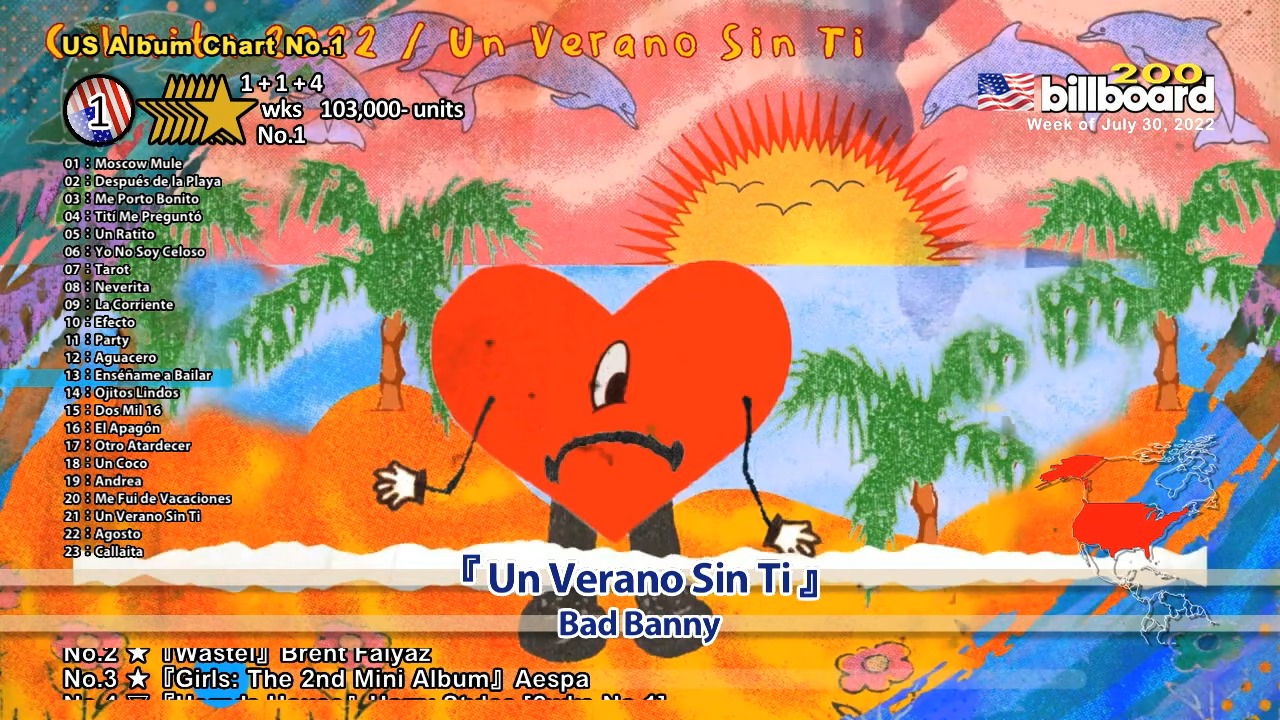 2022 / Un Verano Sin Ti
US Album Chart No.1
1
1 + 1 + 4
wks
No.1
103,000- units
200
billboard
Week of July 30, 2022
01 : Moscow Mule
02 : Después de la Playa
03 : Me Porto Bonito
04 : Tití Me Preguntó
05 : Un Ratito
06 : Yo No Soy Celoso
07 : Tarot
08 : Neverita
09 : La Corriente
10 : Efecto
11 : Party
12 : Aguacero
13 : Enséñame a Bailar
14 : Ojitos Lindos
15 : Dos Mil 16
16 : El Apagón
17 : Otro Atardecer
18 : Un Coco
19 : Andrea
20 : Me Fui de Vacaciones
21 : Un Verano Sin Ti
22 : Agosto
23 : Callaita
『 Un Verano Sin Ti 』
Bad Banny
No.2 ★ 『Waste』 Brent Faiyaz
No.3 ★ 『Girls: The 2nd Mini Album』 Aespa